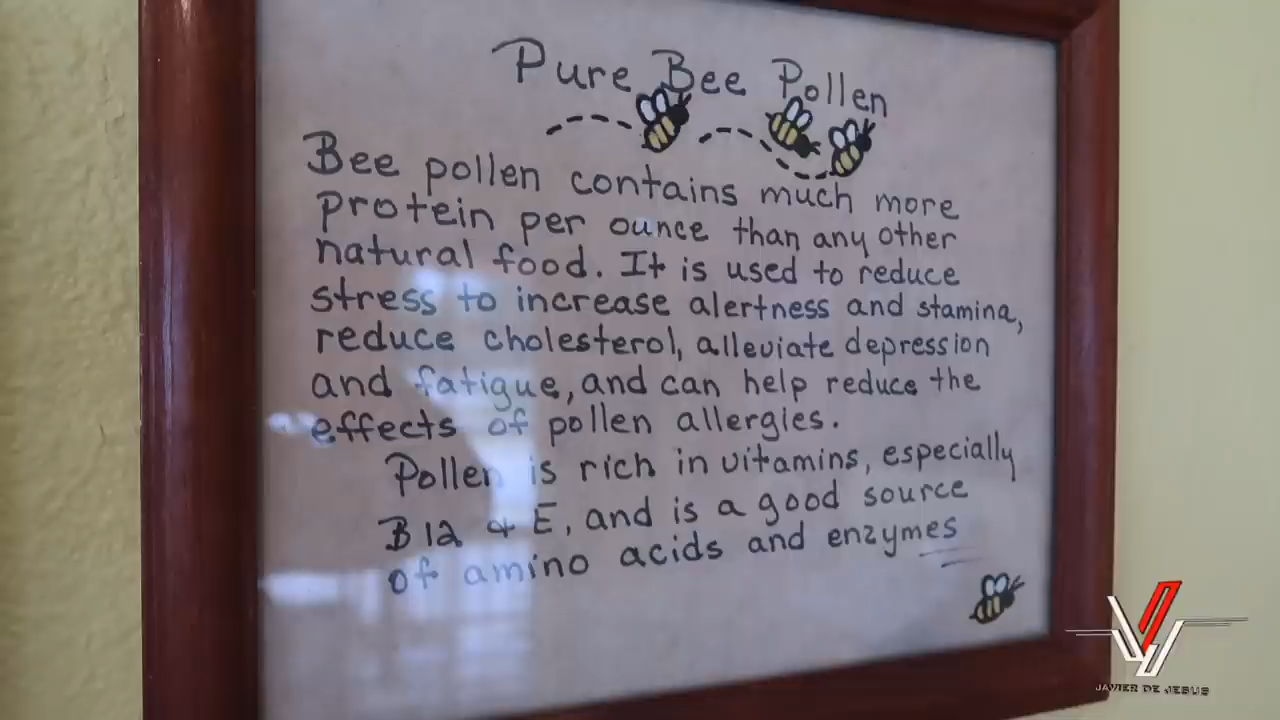 Pure Bee Pollen
Bee pollen contains much more
protein per ounce than any other
natural food. It is used to reduce
stress to increase alertness and stamina,
reduce cholesterol, alleviate depression
and fatigue, and can help reduce the
effects of pollen allergies.
Pollen is rich in vitamins, especially
B12 & E, and is a good source
of amino acids and enzymes
JAVIER DE JESUS